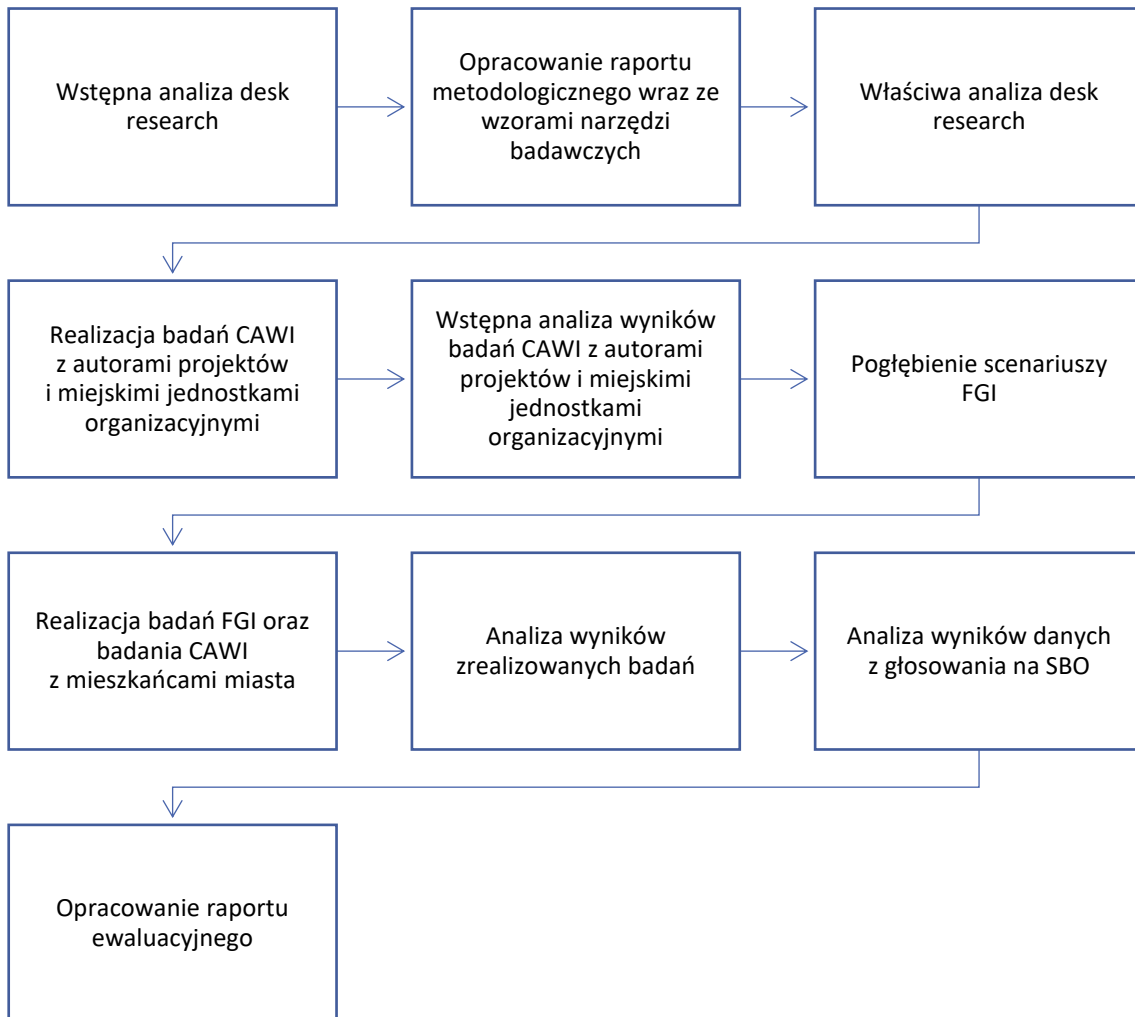 Wstępna analiza desk
research
Opracowanie raportu
metodologicznego wraz ze
wzorami narzędzi
badawczych
Właściwa analiza desk
research
Realizacja badań CAWI
z autorami projektów
i miejskimi jednostkami
organizacyjnymi
Wstępna analiza wyników
badań CAWI z autorami
projektów i miejskimi
jednostkami
organizacyjnymi
Pogłębienie scenariuszy
FGI
Realizacja badań FGI oraz
badania CAWI
z mieszkańcami miasta
Analiza wyników
zrealizowanych badań
Analiza wyników danych
z głosowania na SBO
Opracowanie raportu
ewaluacyjnego